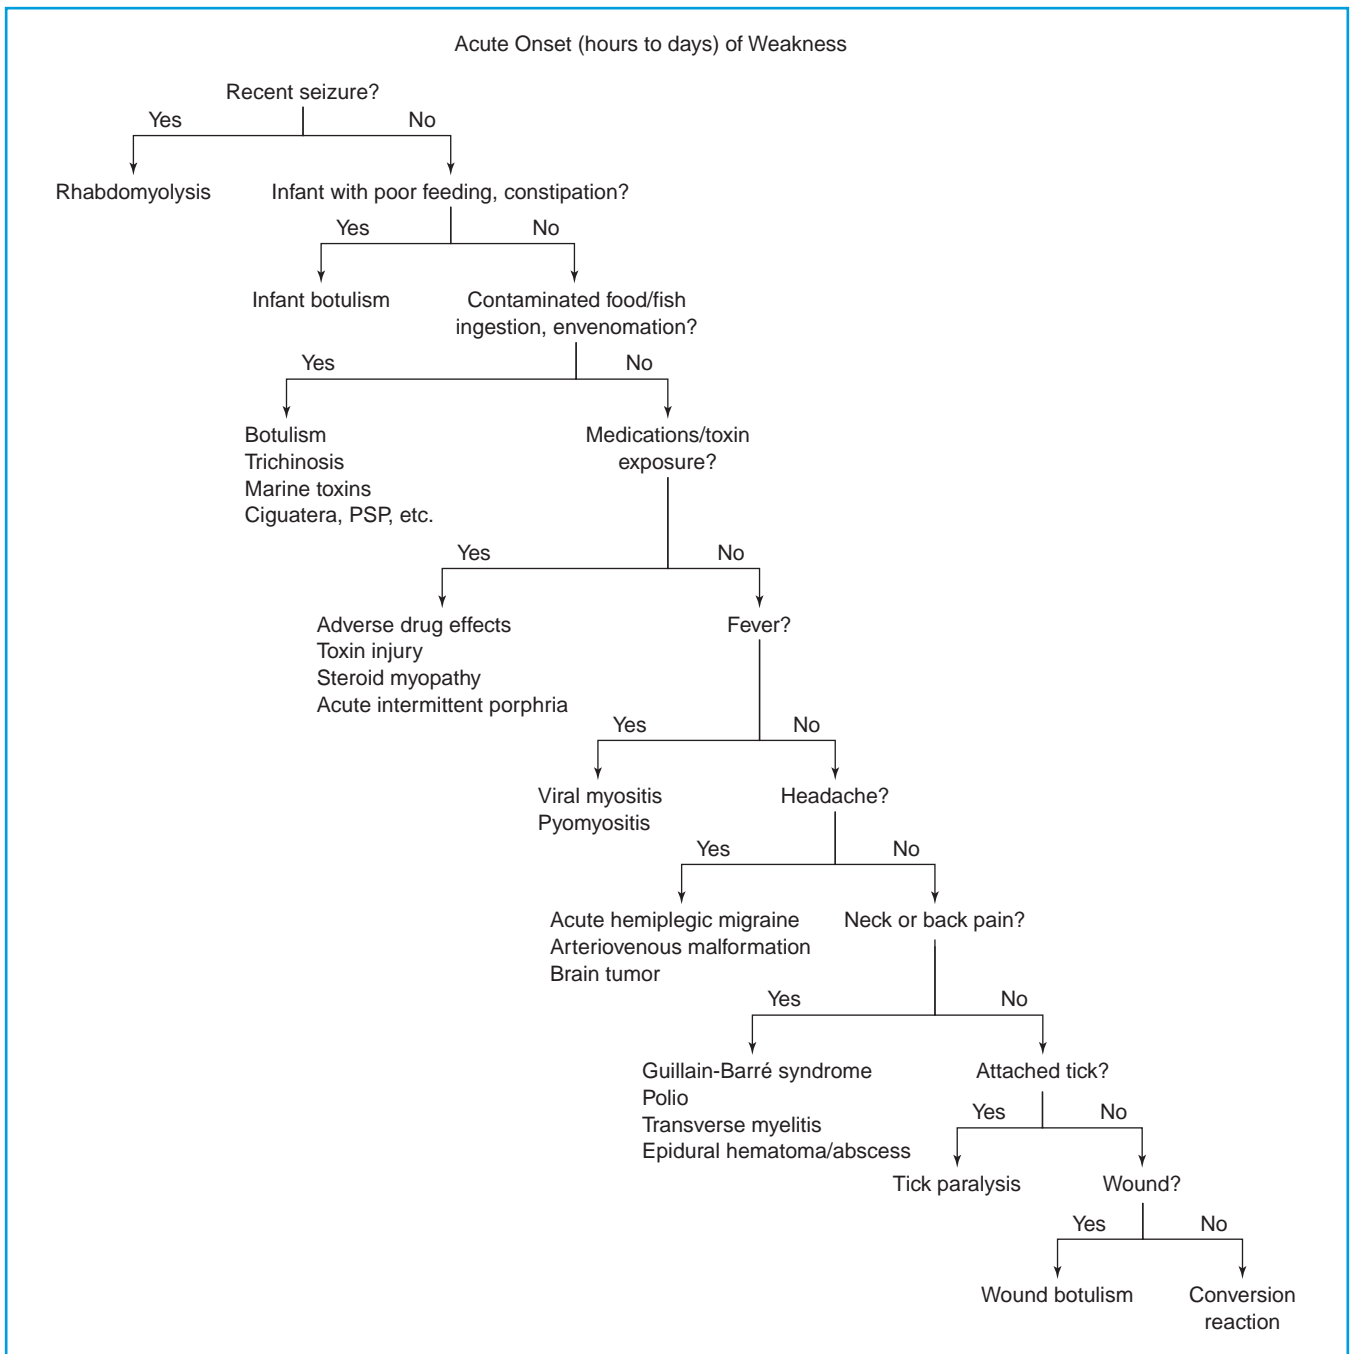 Acute Onset (hours to days) of Weakness
Recent seizure?
Yes
No
Rhabdomyolysis
Infant with poor feeding, constipation?
Yes
No
Infant botulism
Contaminated food/fish
ingestion, envenomation?
Yes
No
Botulism
Trichinosis
Marine toxins
Ciguatera, PSP, etc.
Medications/toxin
exposure?
Yes
No
Adverse drug effects
Toxin injury
Steroid myopathy
Acute intermittent porphria
Fever?
Yes
No
Viral myositis
Pyomyositis
Headache?
Yes
No
Acute hemiplegic migraine
Arteriovenous malformation
Brain tumor
Neck or back pain?
Yes
No
Guillain-Barré syndrome
Polio
Transverse myelitis
Epidural hematoma/abscess
Attached tick?
Yes
No
Tick paralysis
Wound?
Yes
No
Wound botulism
Conversion
reaction